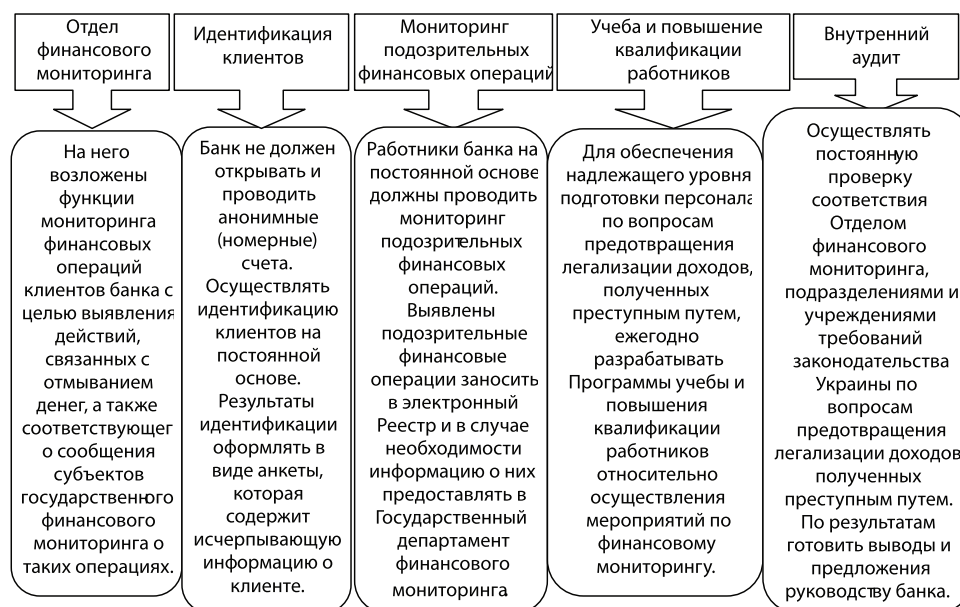 Отдел
финансового
мониторинга
На него
возложены
функции
мониторинга
финансовых
операций
клиентов банка с
целью выявления
действий,
связанных с
отмыванием
денег, а также
соответствующег
о сообщения
субъектов
государственного
финансового
мониторинга о
таких операциях.
Идентификация
клиентов
Банк не должен
открывать и
проводить
анонимные
(номерные)
счета.
Осуществлять
идентификацию
клиентов на
постоянной
основе.
Результаты
идентификации
оформлять в
виде анкеты,
которая
содержит
исчерпывающую
информацию о
клиенте.
Мониторинг
подозрительных
финансовых операций
Работники банка на
постоянной основе
должны проводить
мониторинг
подозрительных
финансовых
операций.
Выявлены
подозрительные
финансовые
операции заносить
в электронный
Реестр и в случае
необходимости
информацию о них
предоставлять в
Государственный
департамент
финансового
мониторинга.
Учеба и повышение
квалификации
работников
Для обеспечения
надлежащего уровня
подготовки персонала
по вопросам
предотвращения
легализации доходов,
полученных
преступным путем,
ежегодно
разрабатывать
Программы учебы и
повышения
квалификации
работников
относительно
осуществления
мероприятий по
финансовому
мониторингу.
Внутренний
аудит
Осуществлять
постоянную
проверку
соответствия
Отделом
финансового
мониторинга,
подразделениями и
учреждениями
требований
законодательства
Украины по
вопросам
предотвращения
легализации доходов
полученных
преступным путем.
По результатам
готовить выводы и
предложения
руководству банка.